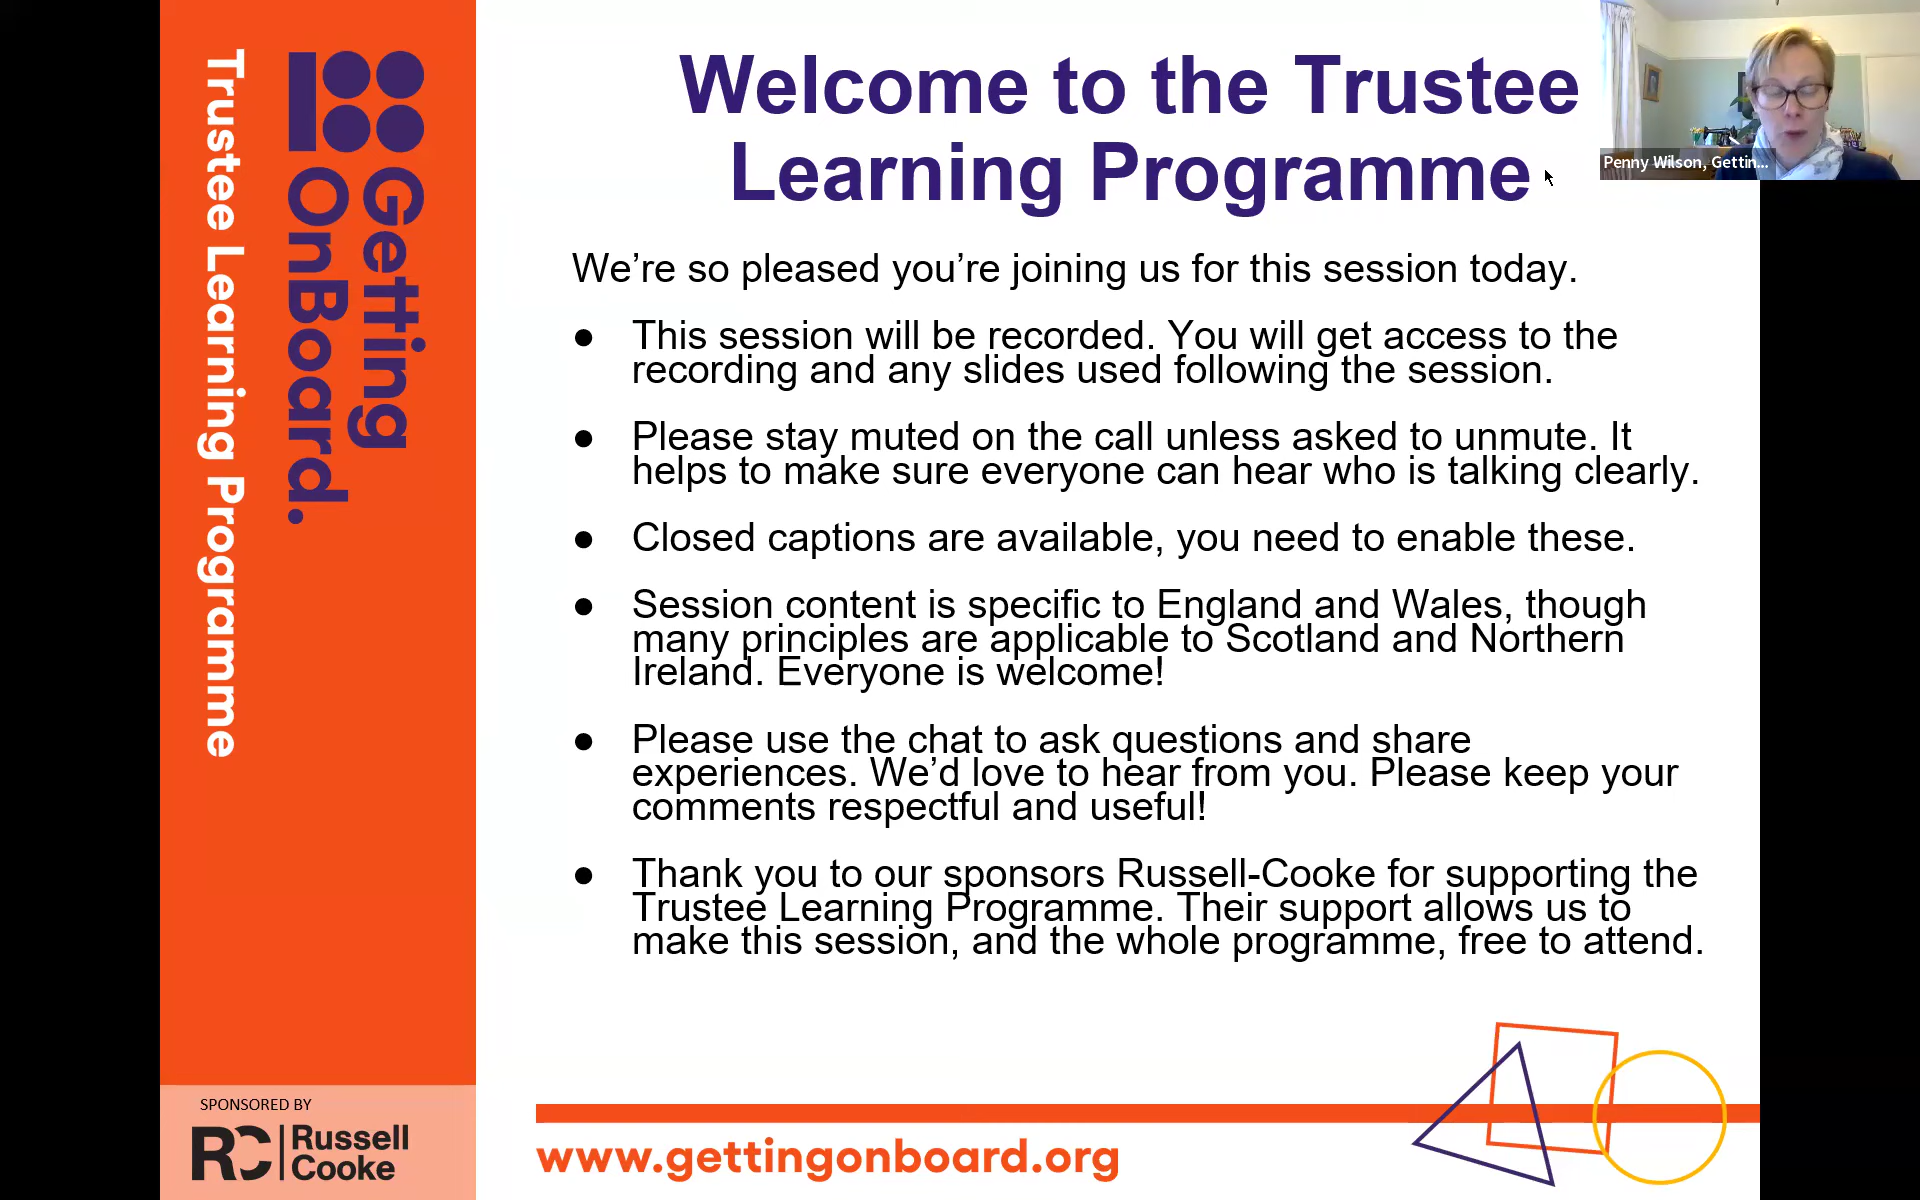 Trustee Learning Programme
Getting
OnBoard.
Welcome to the Trustee
Learning Programme
Penny Wilson, Gettin...
We’re so pleased you’re joining us for this session today.
● This session will be recorded. You will get access to the
recording and any slides used following the session.
● Please stay muted on the call unless asked to unmute. It
helps to make sure everyone can hear who is talking clearly.
● Closed captions are available, you need to enable these.
● Session content is specific to England and Wales, though
many principles are applicable to Scotland and Northern
Ireland. Everyone is welcome!
● Please use the chat to ask questions and share
experiences. We’d love to hear from you. Please keep your
comments respectful and useful!
● Thank you to our sponsors Russell-Cooke for supporting the
Trustee Learning Programme. Their support allows us to
make this session, and the whole programme, free to attend.
SPONSORED BY
RC Russell
Cooke
www.gettingonboard.org